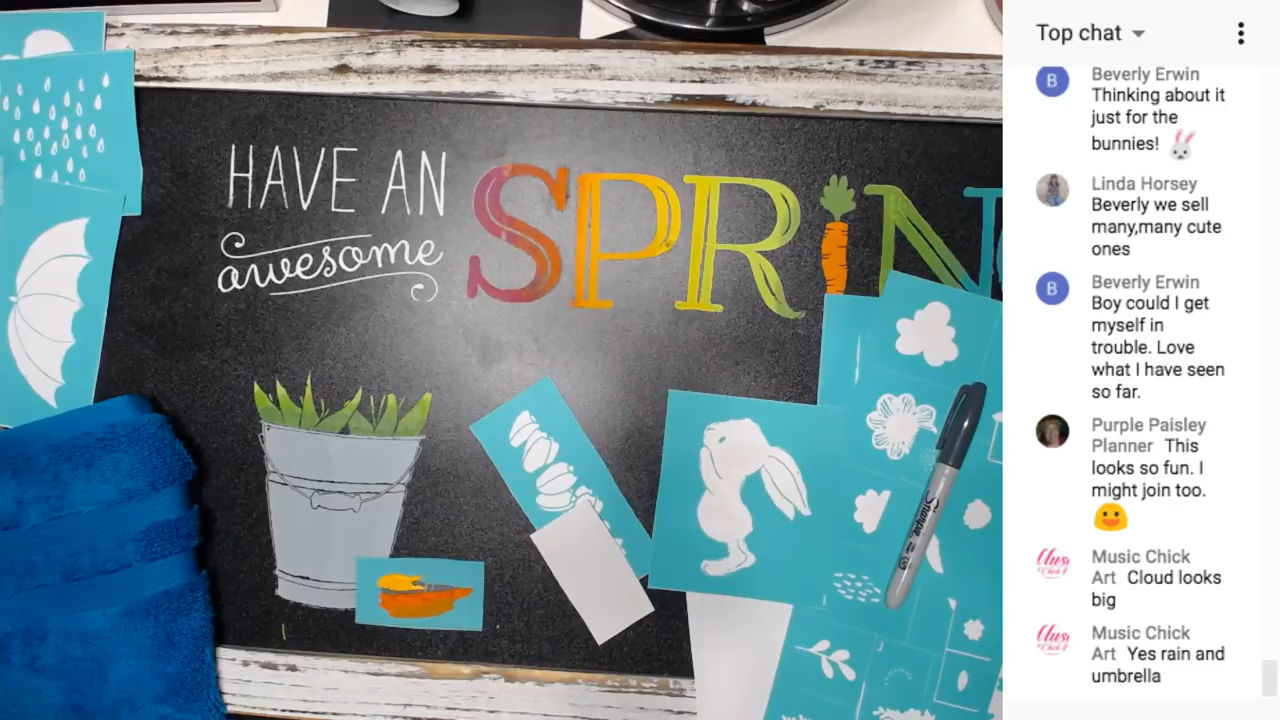 HAVE AN
awesome
SPRIN
Sharpie
Top chat
Beverly Erwin
Thinking about it
just for the
bunnies!
Linda Horsey
Beverly we sell
many,many cute
ones
B
Beverly Erwin
Boy could I get
myself in
trouble. Love
what I have seen
so far.
Purple Paisley
Planner This
looks so fun. I
might join too.
Music Chick
Art Cloud looks
big
Music Chick
Art Yes rain and
umbrella